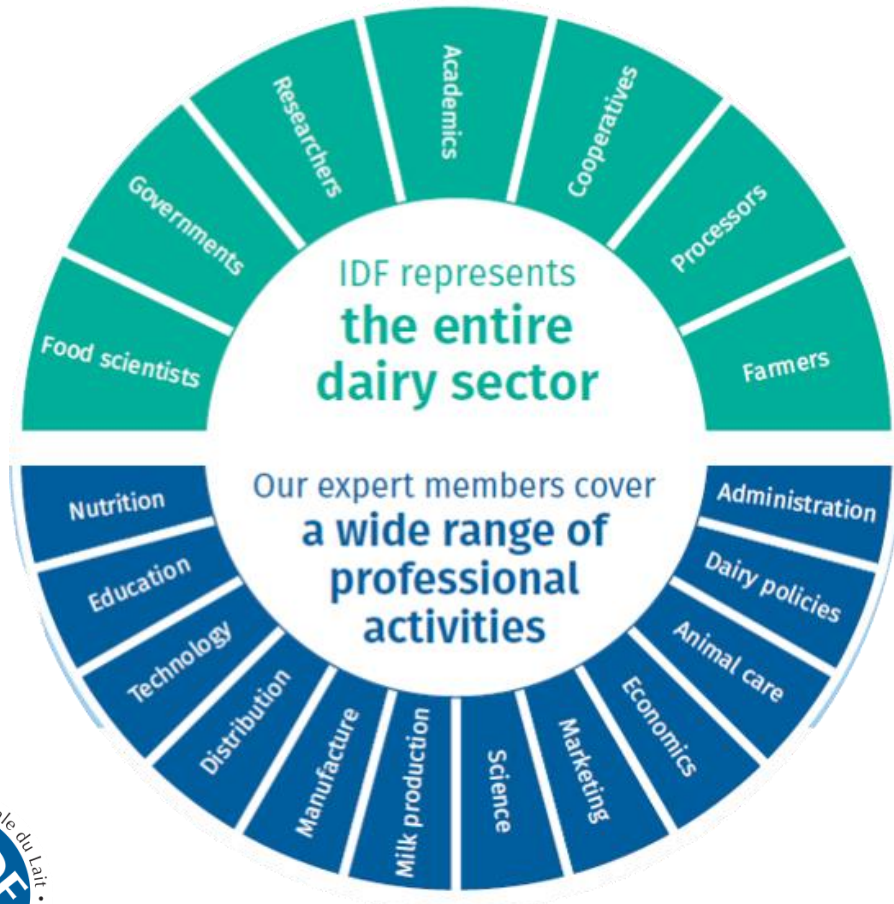 Food scientists
Governments
Researchers
Academics
Cooperatives
Processors
Farmers
IDF represents
the entire
dairy sector
Our expert members cover
a wide range of
professional
activities
Nutrition
Education
Technology
Distribution
Manufacture
Milk production
Science
Marketing
Economics
Animal care
Dairy policies
Administration
du Lait •